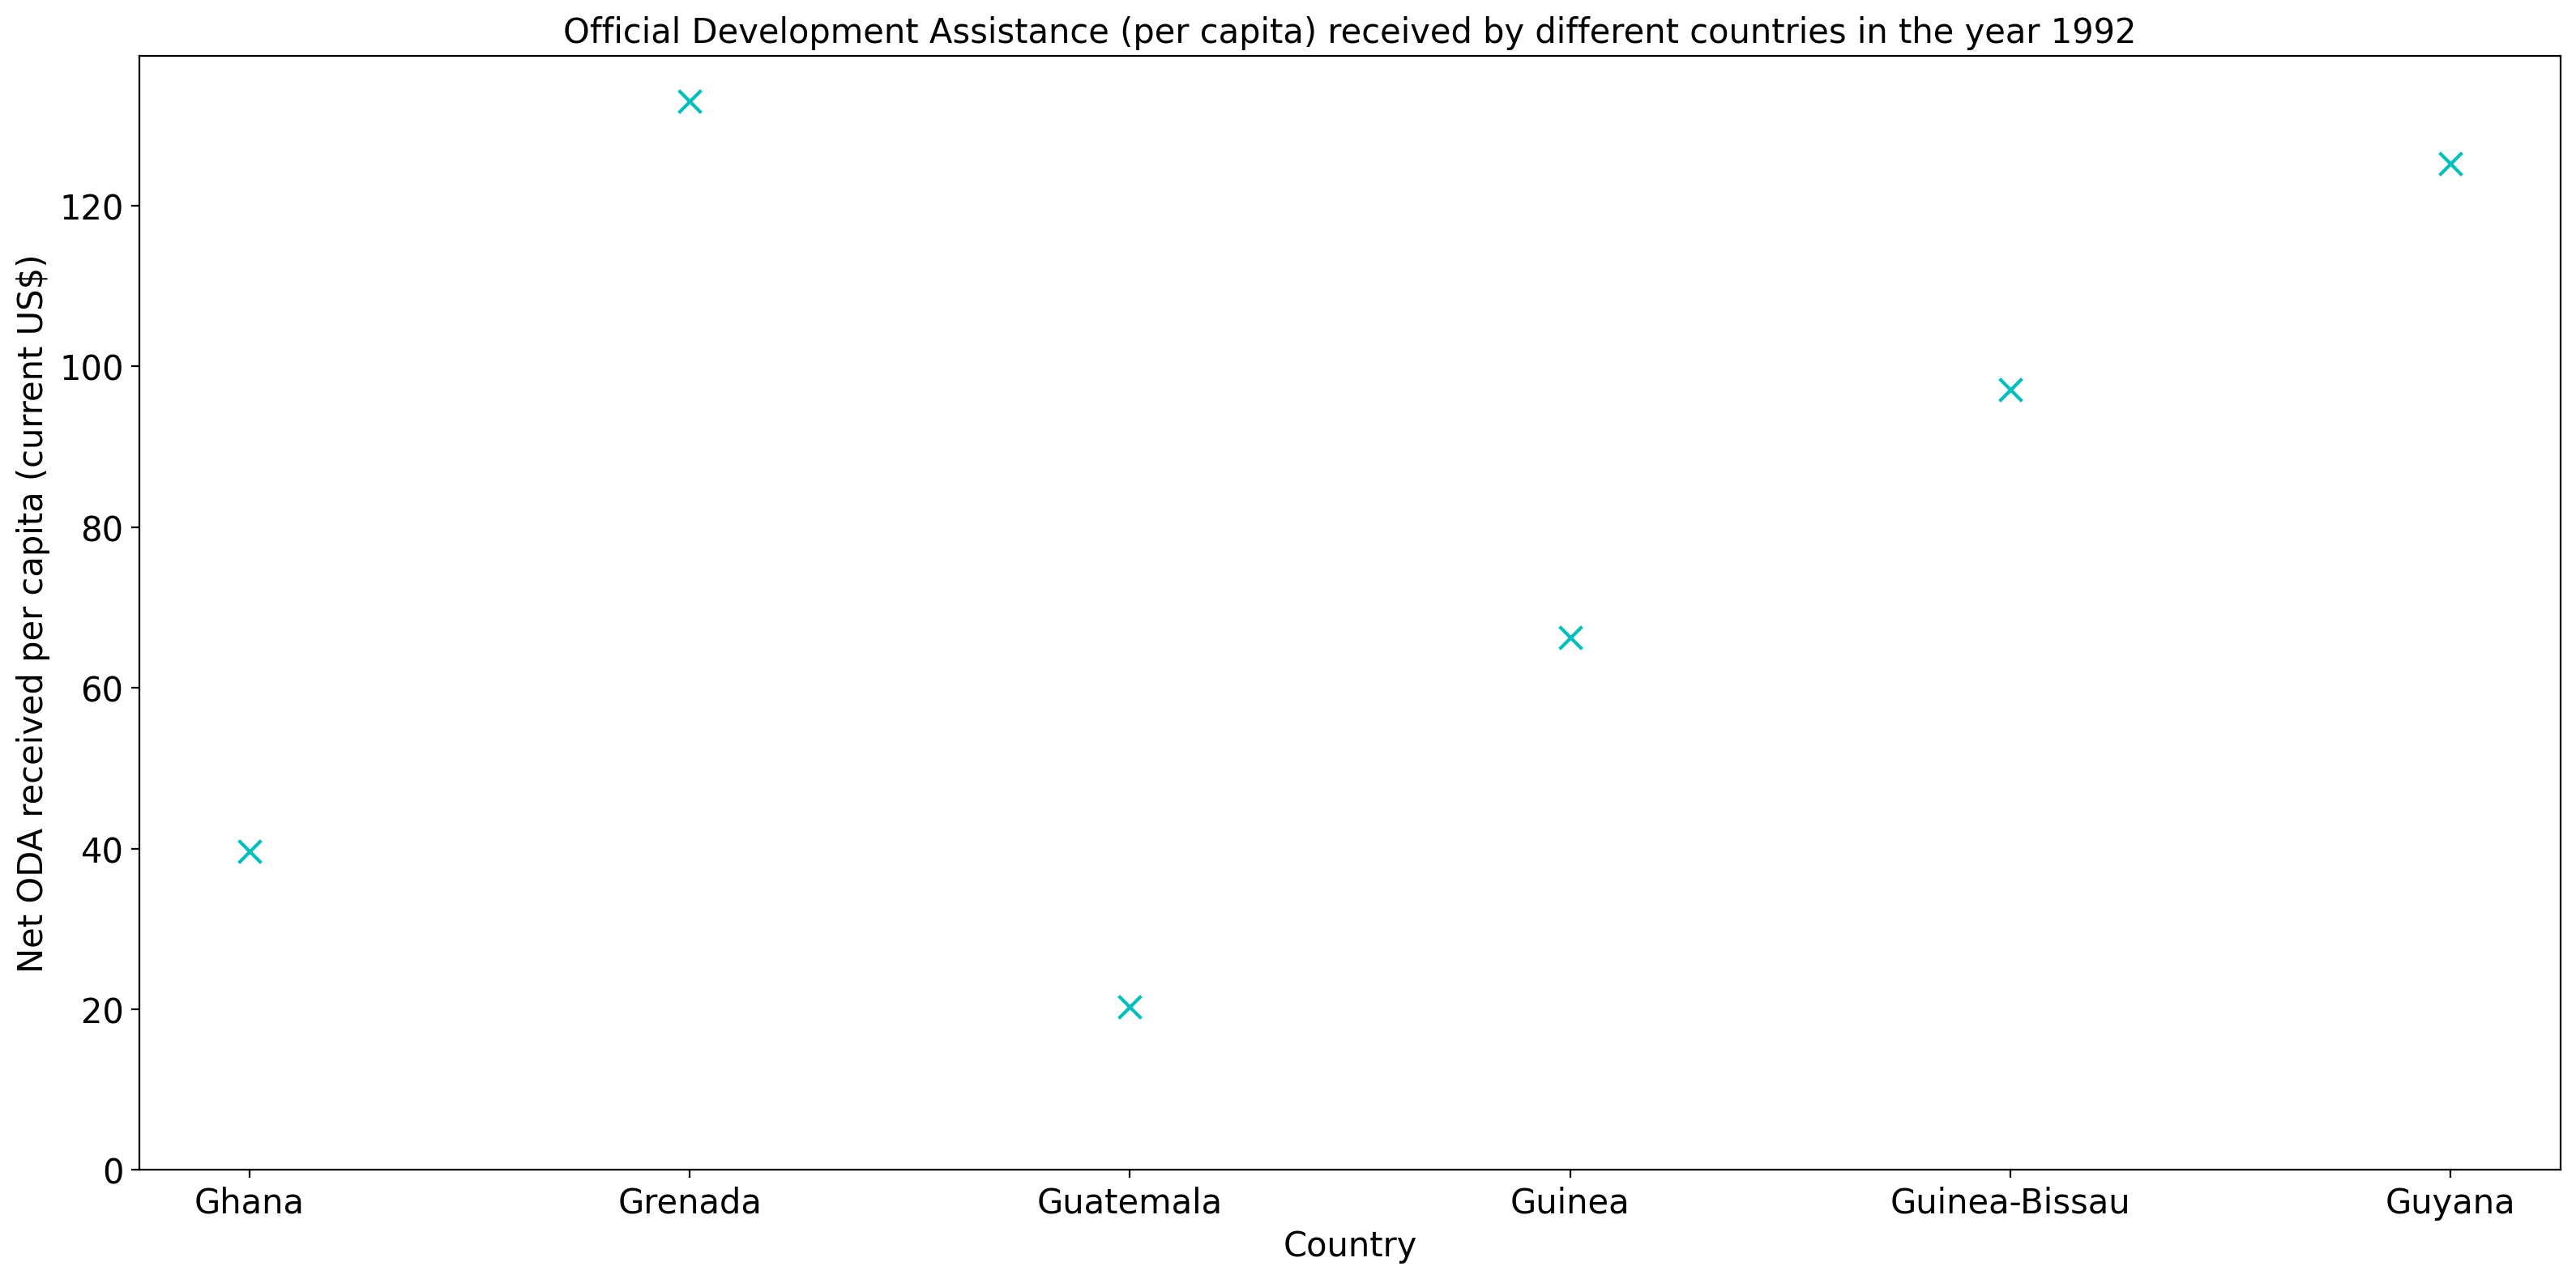 Official Development Assistance (per capita) received by different countries in the year 1992
Net ODA received per capita (current US$)
120
100
80
60
40
20
0
Ghana Grenada Guatemala Guinea Guinea-Bissau Guyana
Country